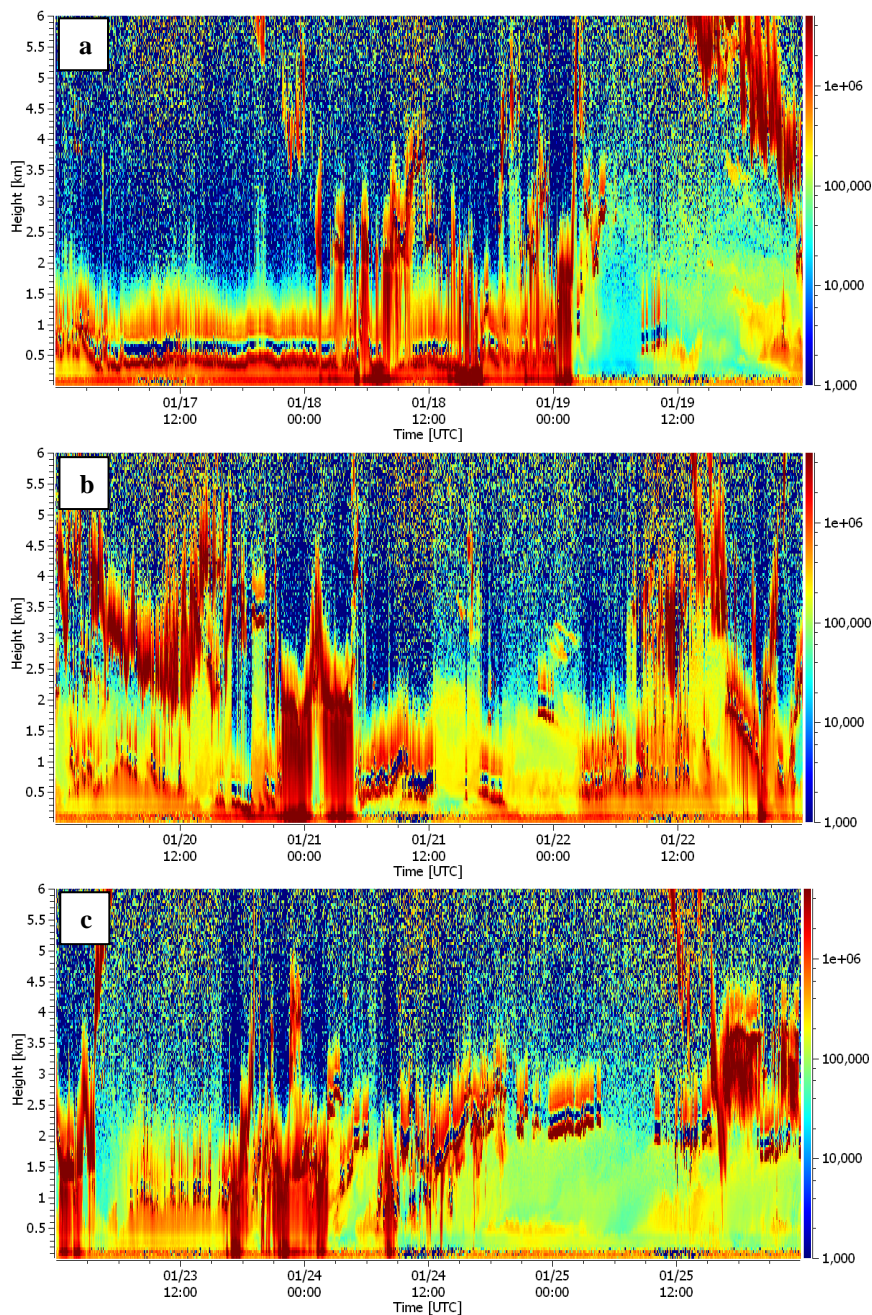 a
6
5.5
5
4.5
4
3.5
3
2.5
2
1.5
1
0.5
Height [km]
1e+06
100,000
10,000
1,000
01/17 01/18 01/18 01/19 01/19
12:00 00:00 12:00 00:00 12:00
Time [UTC]
b
6
5.5
5
4.5
4
3.5
3
2.5
2
1.5
1
0.5
Height [km]
1e+06
100,000
10,000
1,000
01/20 01/21 01/21 01/22 01/22
12:00 00:00 12:00 00:00 12:00
Time [UTC]
c
6
5.5
5
4.5
4
3.5
3
2.5
2
1.5
1
0.5
Height [km]
1e+06
100,000
10,000
1,000
01/23 01/24 01/24 01/25 01/25
12:00 00:00 12:00 00:00 12:00
Time [UTC]